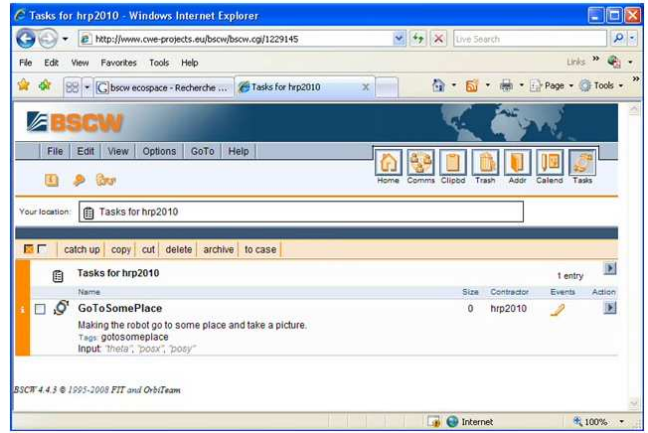 Tasks for hrp2010 - Windows Internet Explorer
http://www.cwe-projects.eu/bscw/bscw.cgi/1229145
Live Search
File Edit View Favorites Tools Help
Links »
bscw ecospace - Recherche ... Tasks for hrp2010 X
Page Tools »
BSCW
File Edit View Options GoTo Help
Home Comms Clipbd Trash Addr Calend Tasks
Your location: Tasks for hrp2010
catch up copy cut delete archive to case
Tasks for hrp2010 1 entry
Name Size Contractor Events Action
GoToSomePlace 0 hrp2010
Making the robot go to some place and take a picture.
Tags: gotosomeplace
Input: "theta", "posx", "posy"
BSCW 4.4.3 © 1995-2008 FIT and OrbiTeam
Internet 100%